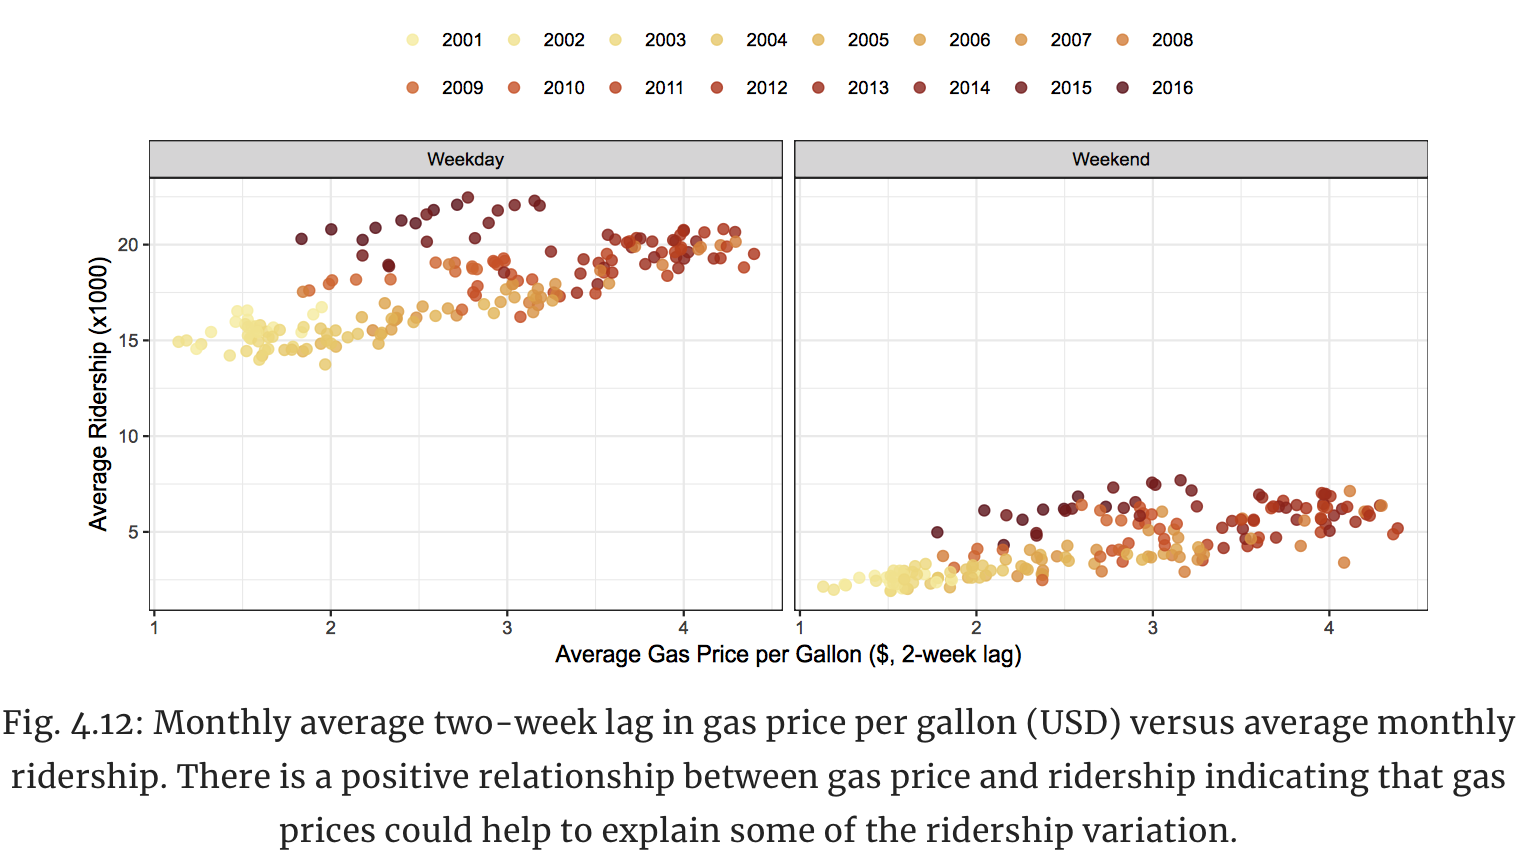 2001 2002 2003 2004 2005 2006 2007 2008
2009 2010 2011 2012 2013 2014 2015 2016
Weekday Weekend
Average Ridership (x1000)
20
15
10
5
1 2 3 4 1 2 3 4
Average Gas Price per Gallon ($, 2-week lag)
Fig. 4.12: Monthly average two-week lag in gas price per gallon (USD) versus average monthly
ridership. There is a positive relationship between gas price and ridership indicating that gas
prices could help to explain some of the ridership variation.